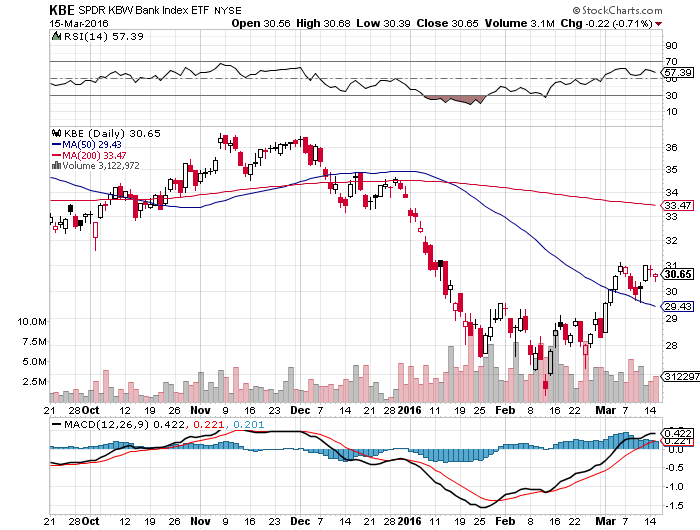 KBE SPDR KBW Bank Index ETF NYSE © StockCharts.com
15-Mar-2016 Open 30.56 High 30.68 Low 30.39 Close 30.65 Volume 3.1M Chg -0.22 (-0.71%)
RSI(14) 57.39
90
70
57.39
50
30
10
KBE (Daily) 30.65
MA(50) 29.43
MA(200) 33.47
Volume 3,122,972
36
35
34
33.47
33
32
31
30.65
30
29.43
29
28
10.0M
7.5M
5.0M
2.5M
312297
21 28 Oct 12 19 26 Nov 9 16 23 Dec 7 14 21 2016 11 19 25 Feb 8 16 22 Mar 7 14
MACD(12,26,9) 0.422, 0.221, 0.201
0.422
0.221
0.0
-0.5
-1.0
-1.5
21 28 Oct 12 19 26 Nov 9 16 23 Dec 7 14 21 2016 11 19 25 Feb 8 16 22 Mar 7 14